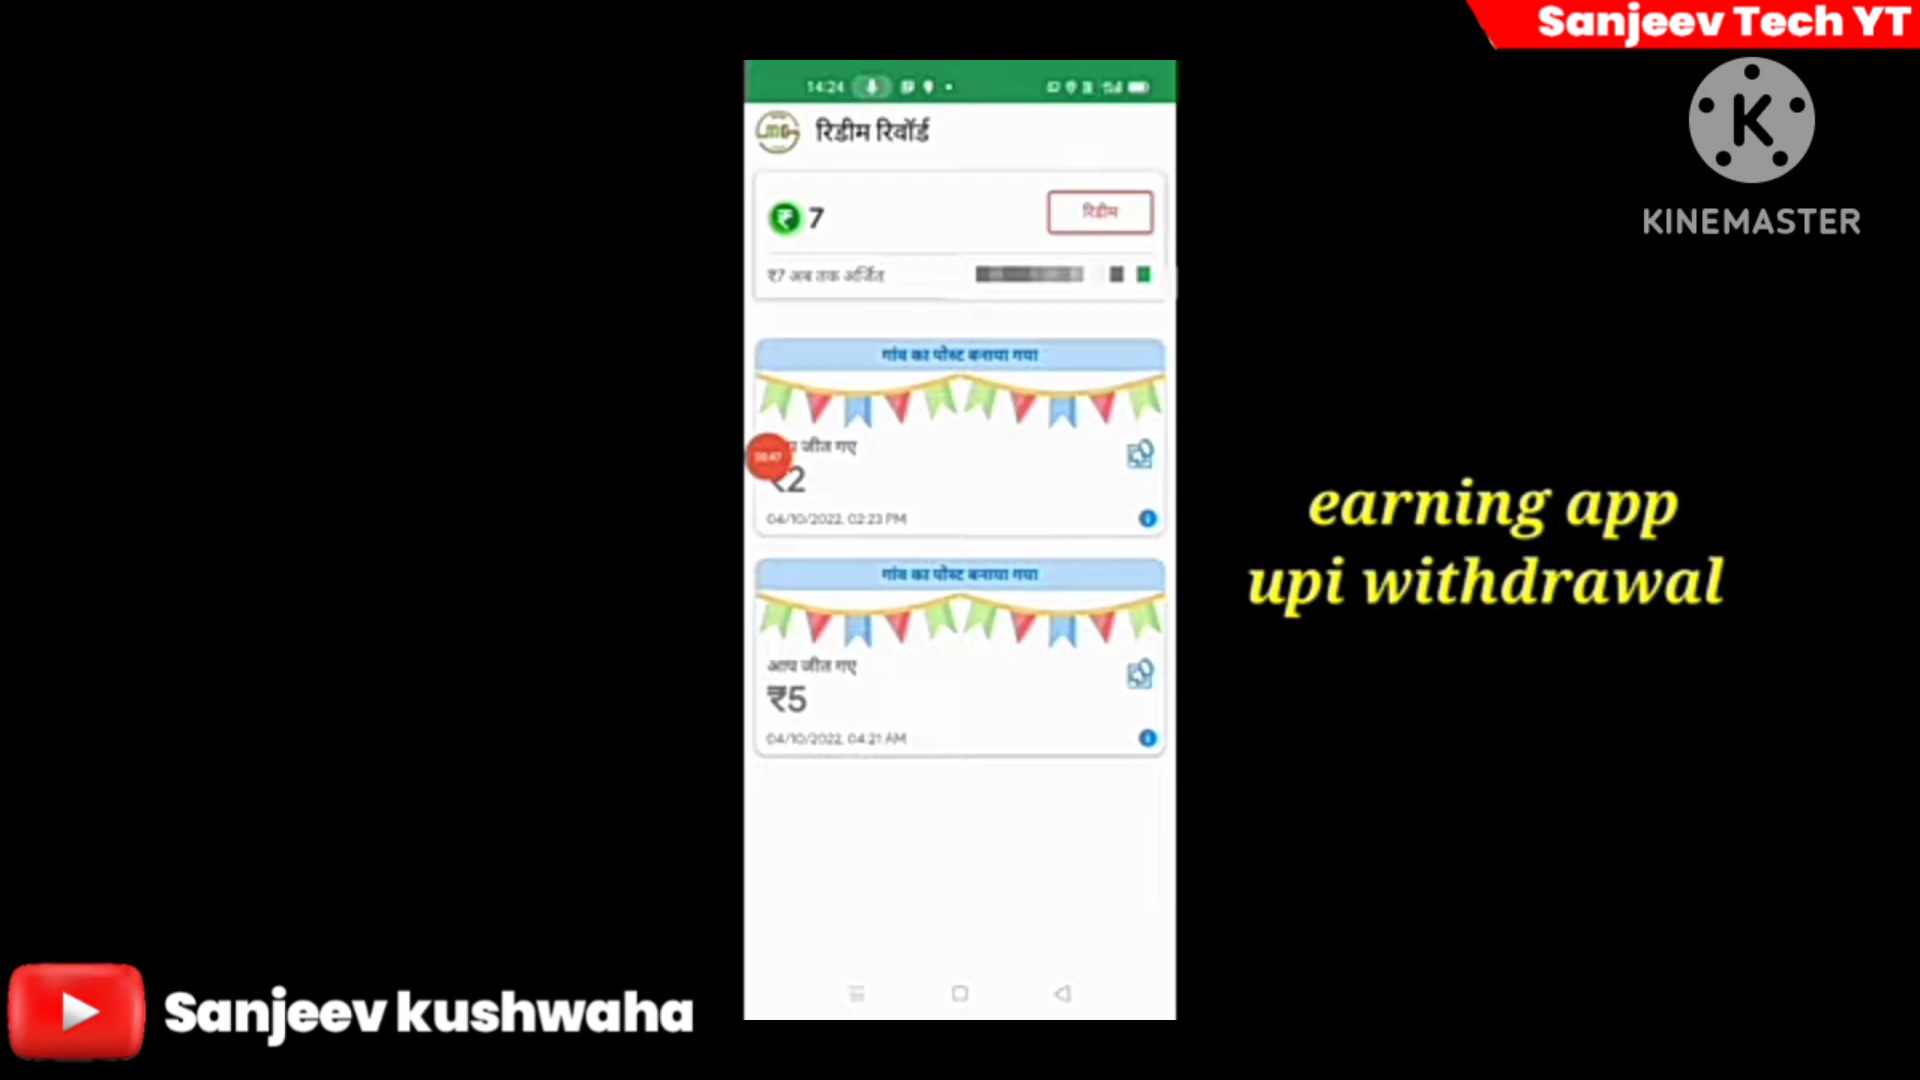 Sanjeev Tech YT
KINEMASTER
14:24
रिडीम रिवॉर्ड
₹ 7
रिडीम
₹7 अब तक अर्जित
गांव का पोस्ट बनाया गया
जीत गए
₹2
04/10/2022, 02:23 PM
गांव का पोस्ट बनाया गया
आप जीत गए
₹5
04/10/2022, 04:21 AM
earning app
upi withdrawal
Sanjeev kushwaha